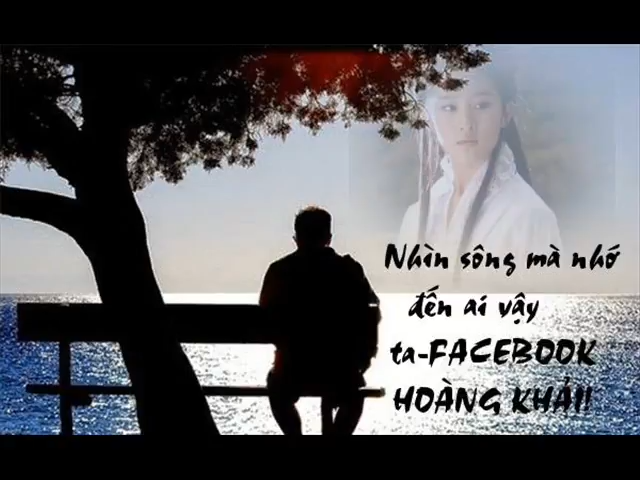 Nhìn sông mà nhớ
đến ai vậy
ta-FACEBOOK
HOÀNG KHẢI!!